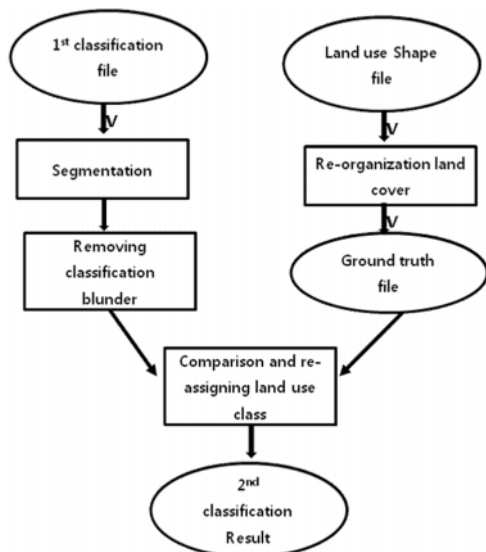 1st classification
file
Land use Shape
file
V
V
Segmentation
Re-organization land
cover
V
Removing
classification
blunder
Ground truth
file
Comparison and re-
assigning land use
class
2nd
classification
Result